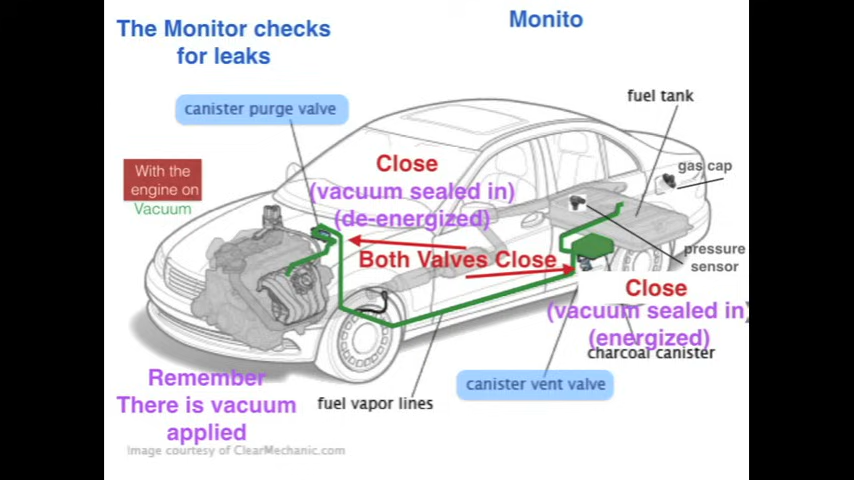 The Monitor checks
for leaks
Monito
canister purge valve
fuel tank
gas cap
With the
engine on
Vacuum
Close
(vacuum sealed in)
(de-energized)
Both Valves Close
pressure
sensor
Close
(vacuum sealed in)
(energized)
charcoal canister
Remember
There is vacuum
applied
fuel vapor lines
canister vent valve
Image courtesy of ClearMechanic.com